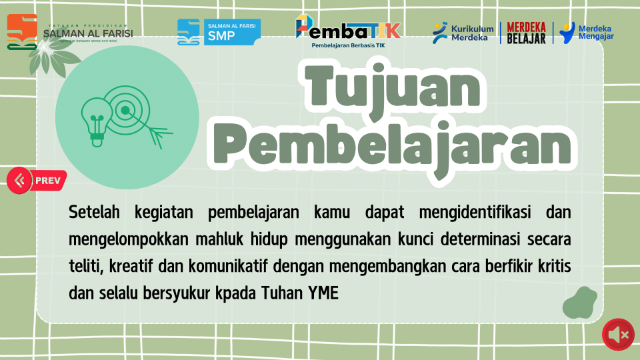 YAYASAN PENDIDIKAN
SALMAN AL FARISI
SALMAN AL FARISI
SMP
PembaTIK
Pembelajaran Berbasis TIK
Kurikulum
Merdeka
MERDEKA
BELAJAR
Merdeka
Mengajar
Tujuan
Pembelajaran
PREV
Setelah kegiatan pembelajaran kamu dapat mengidentifikasi dan
mengelompokkan mahluk hidup menggunakan kunci determinasi secara
teliti, kreatif dan komunikatif dengan mengembangkan cara berfikir kritis
dan selalu bersyukur kpada Tuhan YME